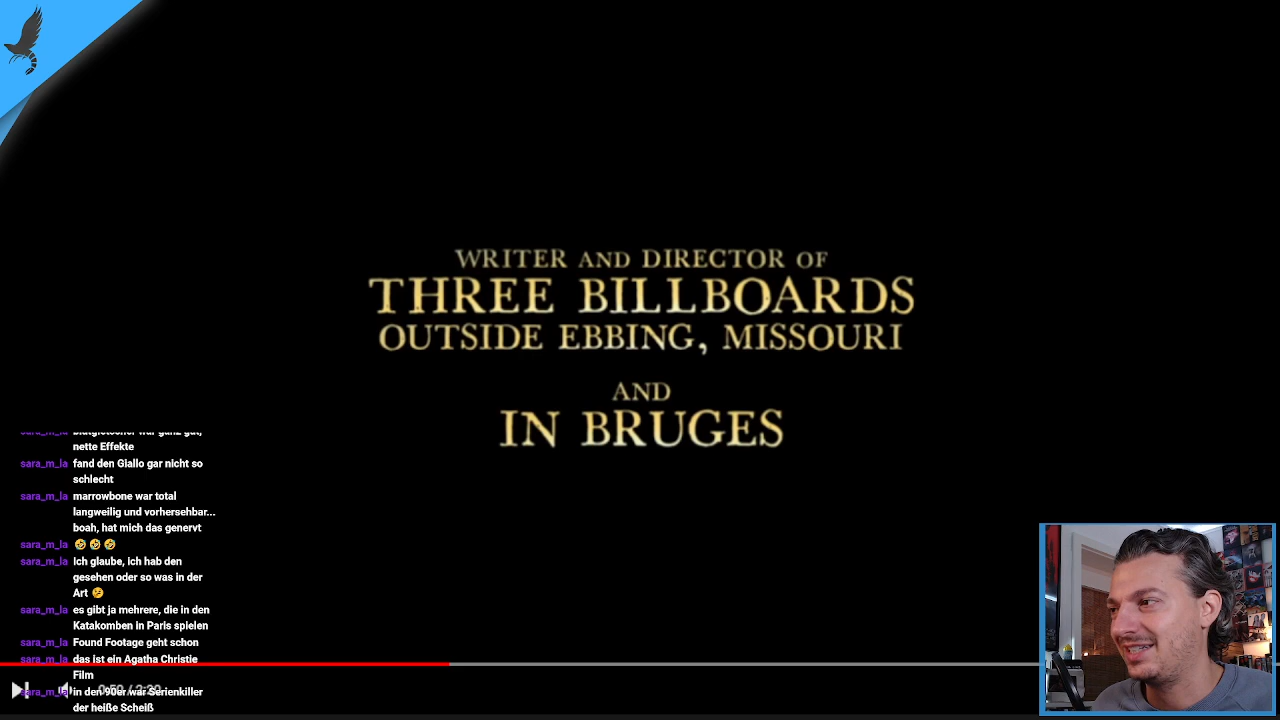 WRITER AND DIRECTOR OF
THREE BILLBOARDS
OUTSIDE EBBING, MISSOURI
AND
IN BRUGES
nette Effekte
sara_m_la fand den Giallo gar nicht so
schlecht
sara_m_la marrowbone war total
langweilig und vorhersehbar...
boah, hat mich das genervt
sara_m_la 🤣🤣🤣
sara_m_la Ich glaube, ich hab den
gesehen oder so was in der
Art 🤔
sara_m_la es gibt ja mehrere, die in den
Katakomben in Paris spielen
sara_m_la Found Footage geht schon
sara_m_la das ist ein Agatha Christie
Film
sara_m_la in den 90er war Serienkiller
der heiße Scheiß